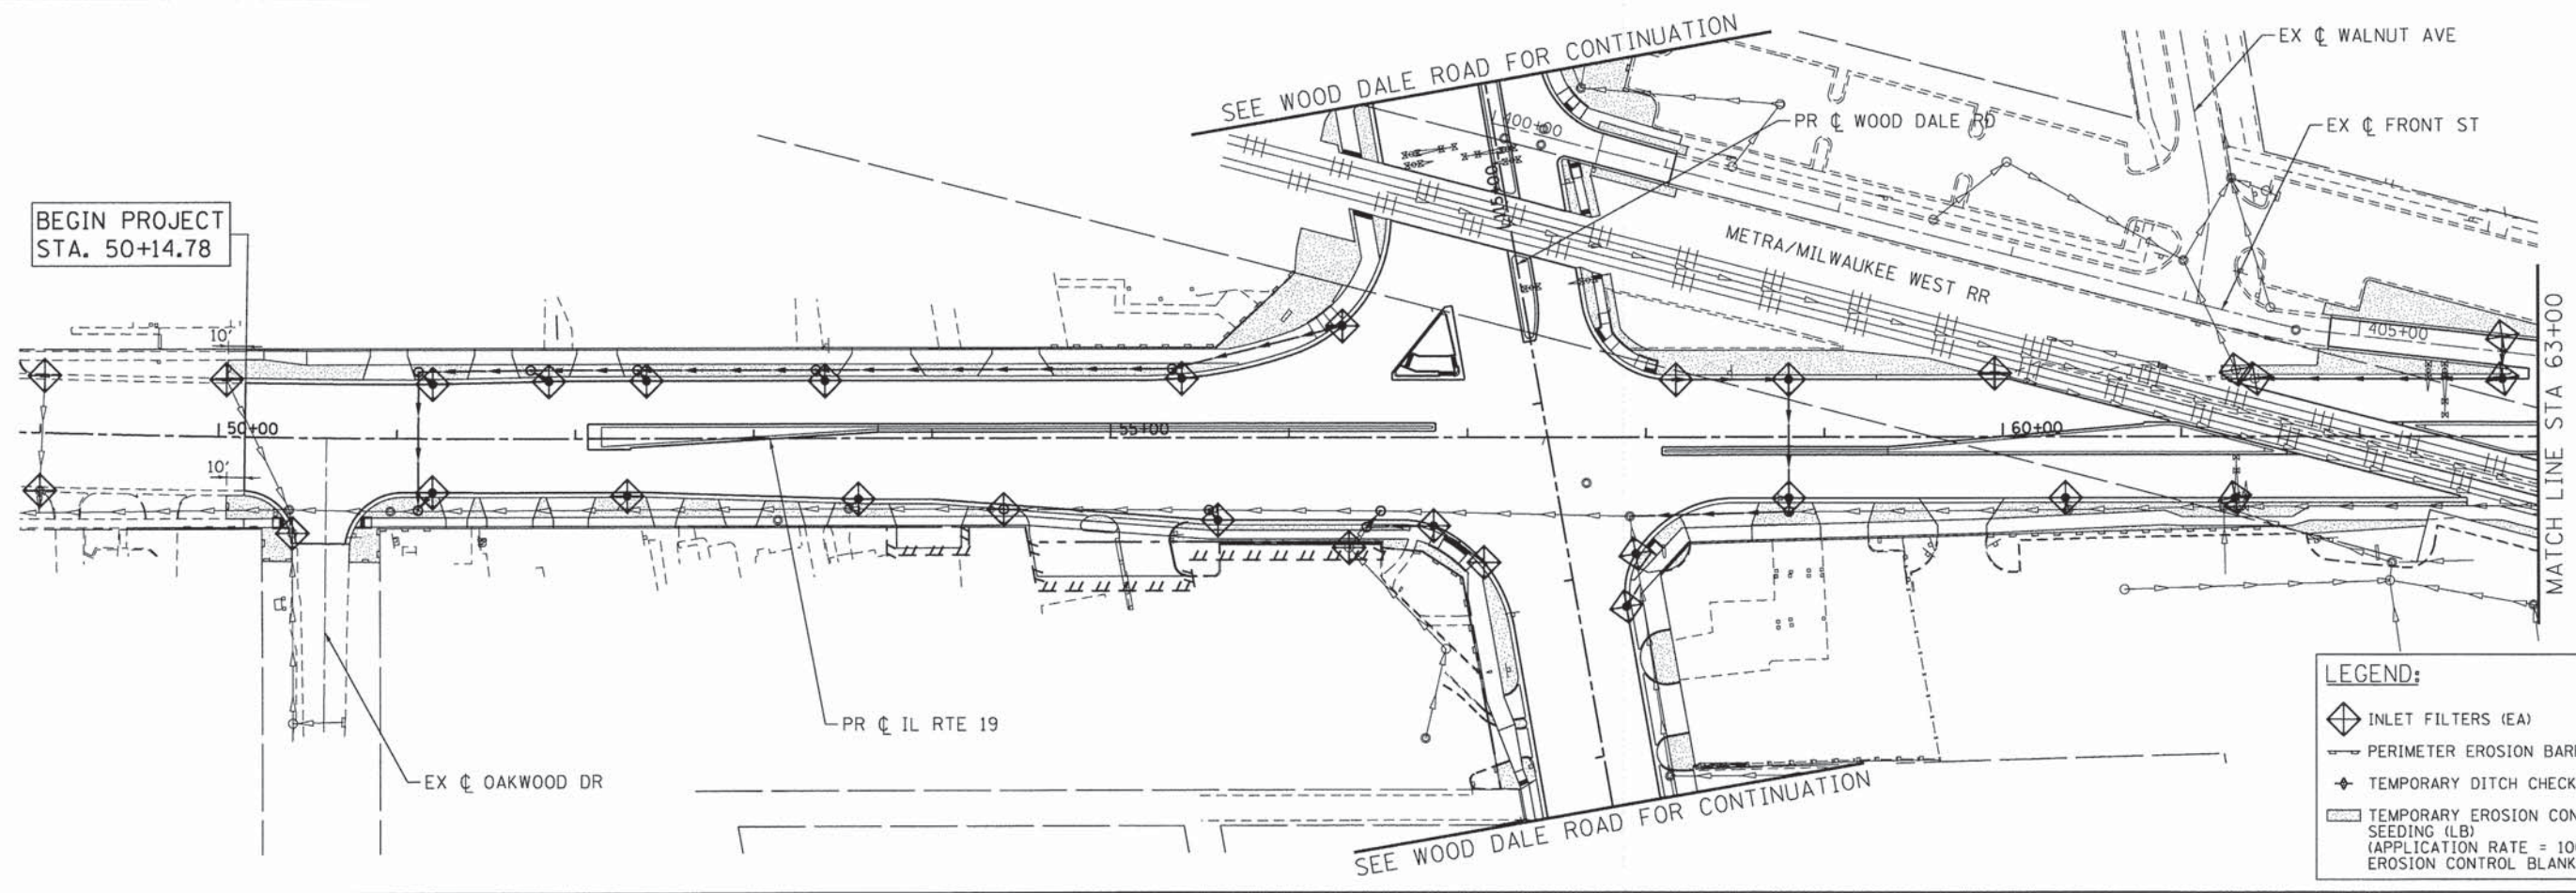 SEE WOOD DALE ROAD FOR CONTINUATION
EX ℄ WALNUT AVE
PR ℄ WOOD DALE RD
EX ℄ FRONT ST
400+00
BEGIN PROJECT
STA. 50+14.78
METRA/MILWAUKEE WEST RR
405+00
10'
50+00
55+00
60+00
10'
MATCH LINE STA 63+00
PR ℄ IL RTE 19
EX ℄ OAKWOOD DR
SEE WOOD DALE ROAD FOR CONTINUATION
LEGEND:
INLET FILTERS (EA)
PERIMETER EROSION BAR
TEMPORARY DITCH CHECK
TEMPORARY EROSION CON
SEEDING (LB)
(APPLICATION RATE = 10
EROSION CONTROL BLANK